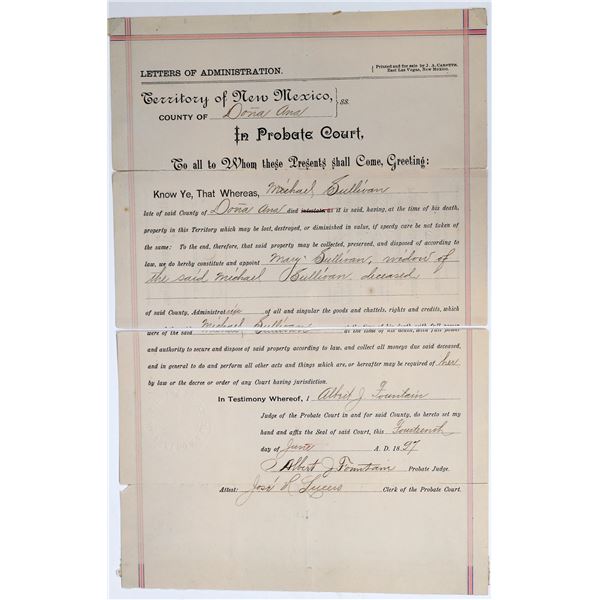 LETTERS OF ADMINISTRATION.
Printed and for sale by J. A. CARRUTH,
East Las Vegas, New Mexico.
Territory of New Mexico, } ss.
COUNTY OF Doña Ana
In Probate Court,
To all to Whom these Presents shall Come, Greeting:
Know Ye, That Whereas, Michael Sullivan
late of said County of Doña Ana died intestate as it is said, having, at the time of his death,
property in this Territory which may be lost, destroyed, or diminished in value, if specdy care be not taken of
the same: To the end, therefore, that said property may be collected, preserved, and disposed of according to
law, we do hereby constitute and appoint Mary Sullivan, widow of
the said Michael Sullivan, deceased
of said County, Administratrix of all and singular the goods and chattels, rights and credits, which
were of the said Michael Sullivan at the time of his death, with full power
and authority to secure and dispose of said property according to law, and collect all moneys due said deceased,
and in general to do and perform all other acts and things which are, or hereafter may be required of her
by law or the decree or order of any Court having jurisdiction.
In Testimony Whereof, I Albert J. Fountain
Judge of the Probate Court in and for said County, do hereto set my
hand and affix the Seal of said Court, this Fourteenth
day of June A. D. 1897
Albert J Fountain Probate Judge.
Attest: José R Lucero Clerk of the Probate Court.